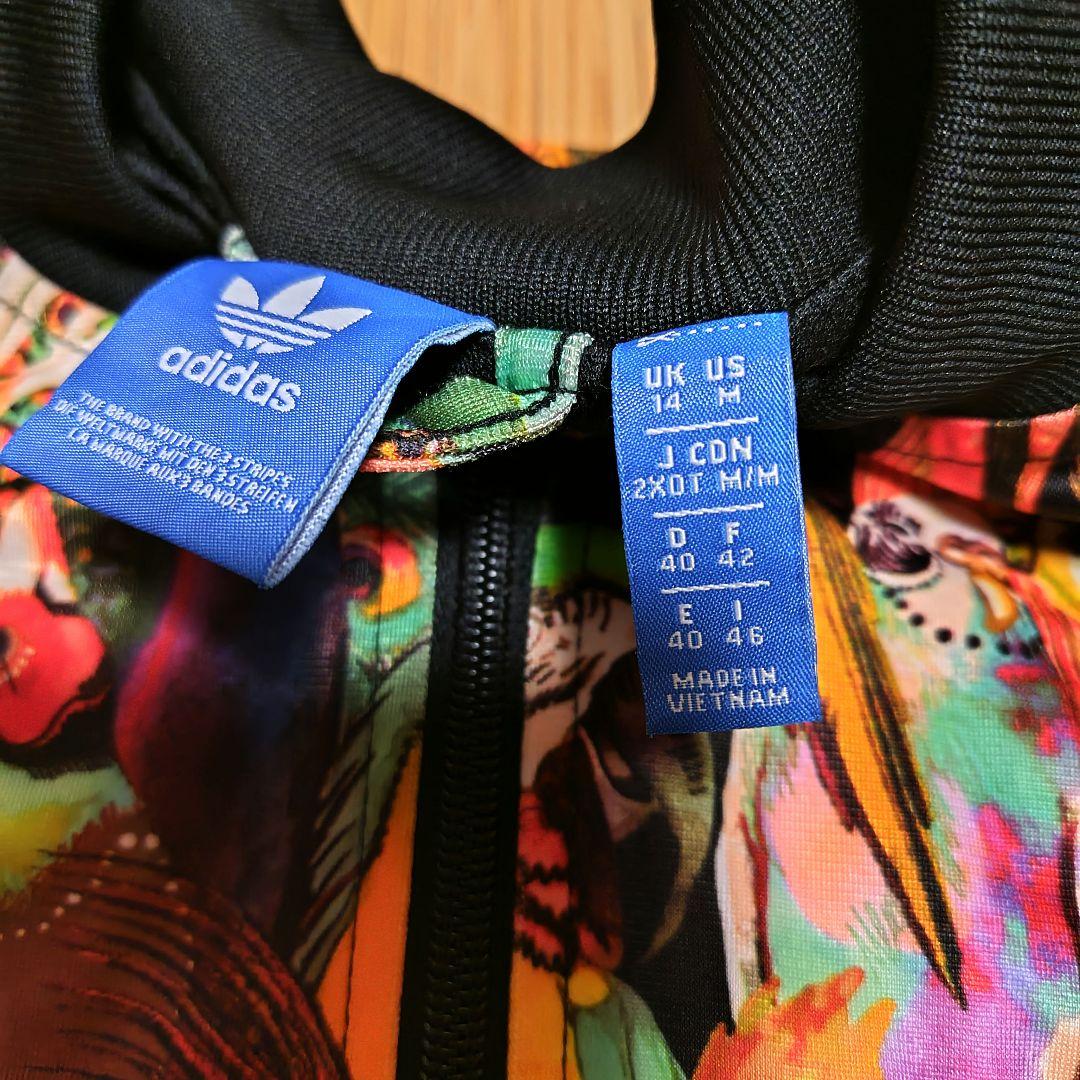 adidas
THE BRAND WITH THE 3 STRIPES
DIE WELTMARKE MIT DEN 3 STREIFEN
LA MARQUE AUX 3 BANDES
UK US
14 M
J CDN
2XOT M/M
D F
40 42
E I
40 46
MADE IN
VIETNAM